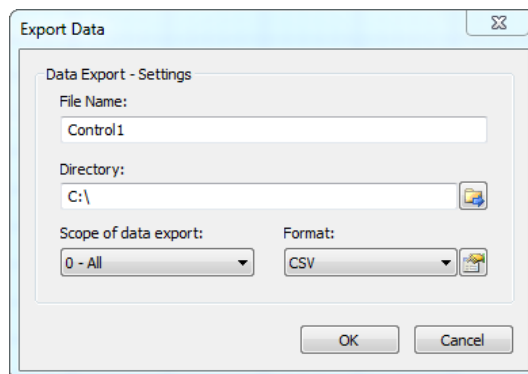 Export Data
Data Export - Settings
File Name:
Control1
Directory:
C:\
Scope of data export: Format:
0 - All CSV
OK Cancel